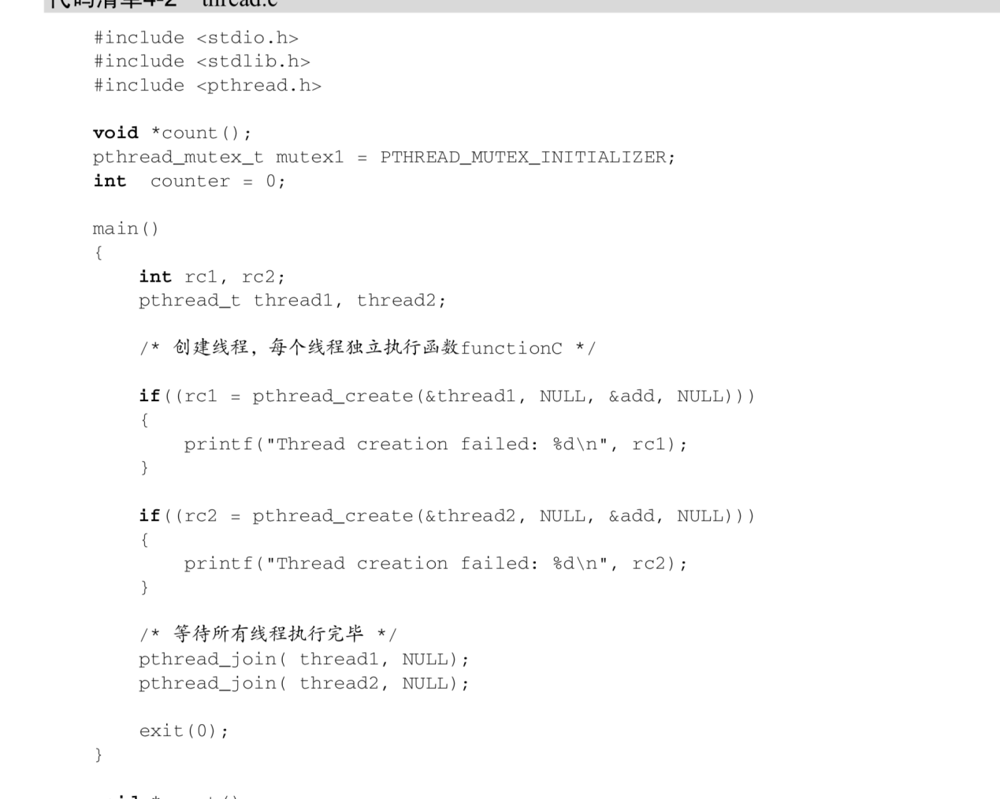 代码清单4-2 thread.c
#include <stdio.h>
#include <stdlib.h>
#include <pthread.h>
void *count();
pthread_mutex_t mutex1 = PTHREAD_MUTEX_INITIALIZER;
int  counter = 0;
main()
{
    int rc1, rc2;
    pthread_t thread1, thread2;
    /* 创建线程，每个线程独立执行函数functionC */
    if((rc1 = pthread_create(&thread1, NULL, &add, NULL)))
    {
        printf("Thread creation failed: %d\n", rc1);
    }
    if((rc2 = pthread_create(&thread2, NULL, &add, NULL)))
    {
        printf("Thread creation failed: %d\n", rc2);
    }
    /* 等待所有线程执行完毕 */
    pthread_join( thread1, NULL);
    pthread_join( thread2, NULL);
    exit(0);
}